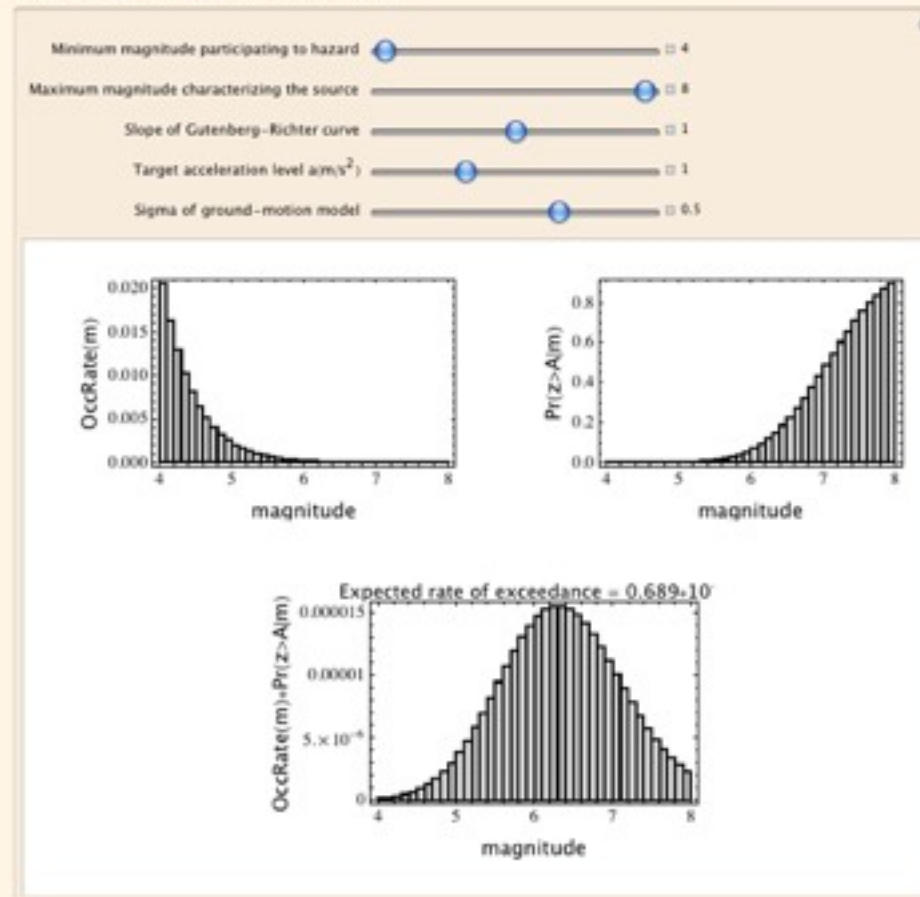 Minimum magnitude participating to hazard 4
Maximum magnitude characterizing the source 8
Slope of Gutenberg-Richter curve 1
Target acceleration level a(m/s²) 1
Sigma of ground-motion model 0.5
OccRate(m)
0.020
0.015
0.010
0.005
0.000
4 5 6 7 8
magnitude
Pr(z>A|m)
0.8
0.6
0.4
0.2
0.0
4 5 6 7 8
magnitude
Expected rate of exceedance = 0.689*10
OccRate(m)*Pr(z>A|m)
0.000015
0.00001
5.×10⁻⁶
0
4 5 6 7 8
magnitude